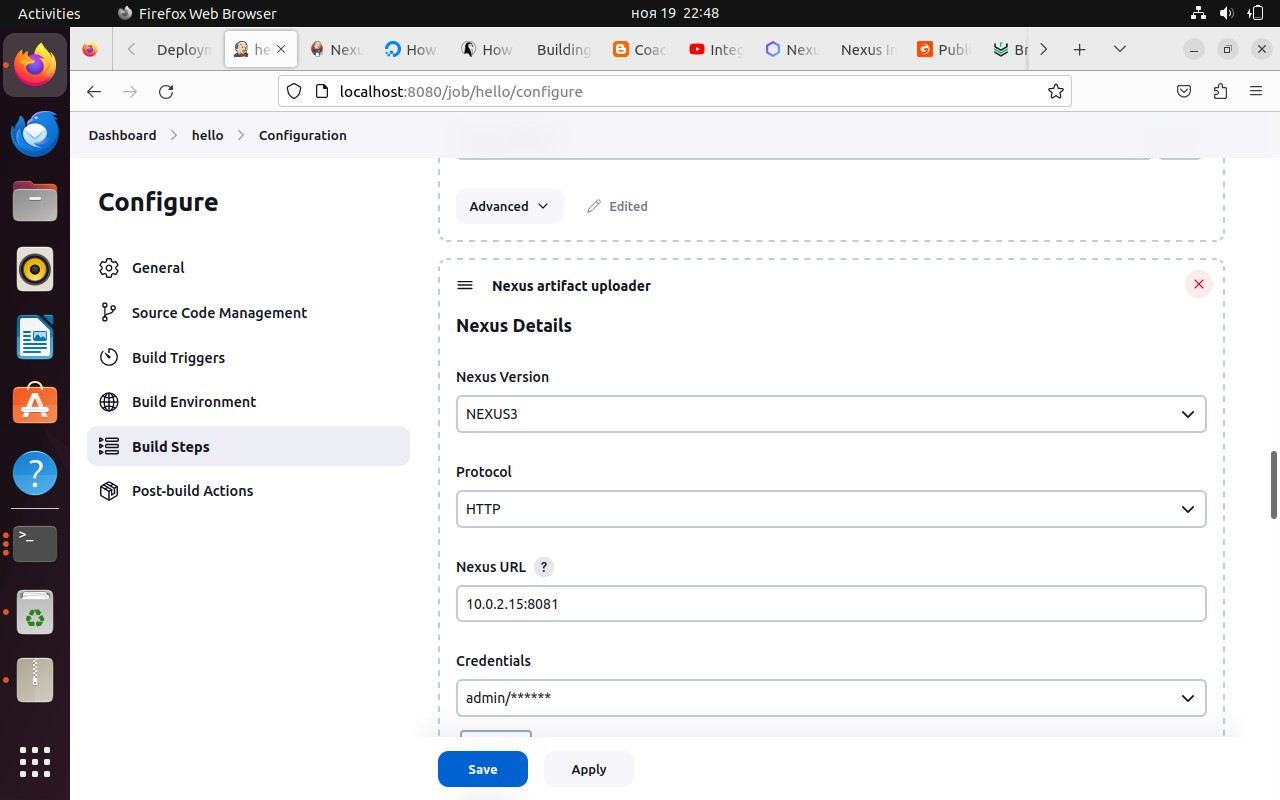 Activities
Firefox Web Browser
ноя 19 22:48
Deploym
he
Nexu
How
How
Building
Coac
Integ
Nexu
Nexus In
Publ
Br
localhost:8080/job/hello/configure
Dashboard
hello
Configuration
Configure
General
Source Code Management
Build Triggers
Build Environment
Build Steps
Post-build Actions
Advanced
Edited
Nexus artifact uploader
Nexus Details
Nexus Version
NEXUS3
Protocol
HTTP
Nexus URL ?
10.0.2.15:8081
Credentials
admin/******
Save
Apply